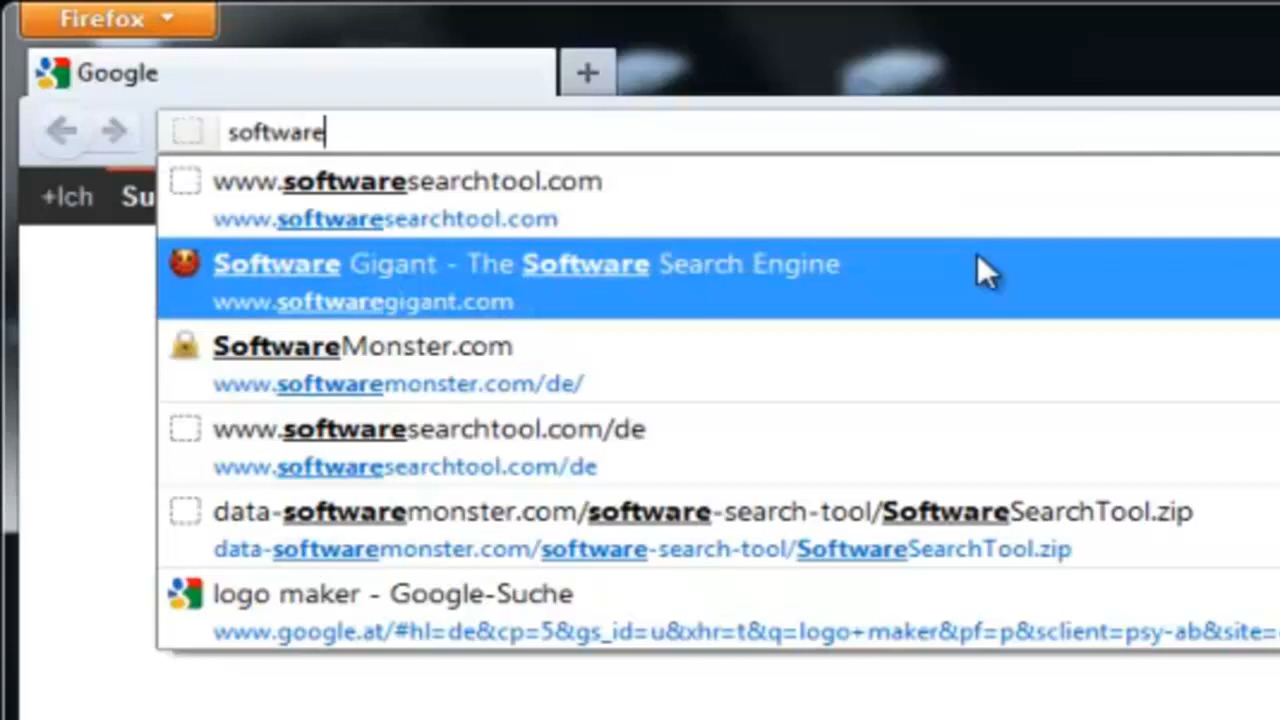 Firefox
Google
software
+Ich Su
www.softwaresearchtool.com
www.softwaresearchtool.com
Software Gigant - The Software Search Engine
www.softwaregigant.com
SoftwareMonster.com
www.softwaremonster.com/de/
www.softwaresearchtool.com/de
www.softwaresearchtool.com/de
data-softwaremonster.com/software-search-tool/SoftwareSearchTool.zip
data-softwaremonster.com/software-search-tool/SoftwareSearchTool.zip
logo maker - Google-Suche
www.google.at/#hl=de&cp=5&gs_id=u&xhr=t&q=logo+maker&pf=p&sclient=psy-ab&site=